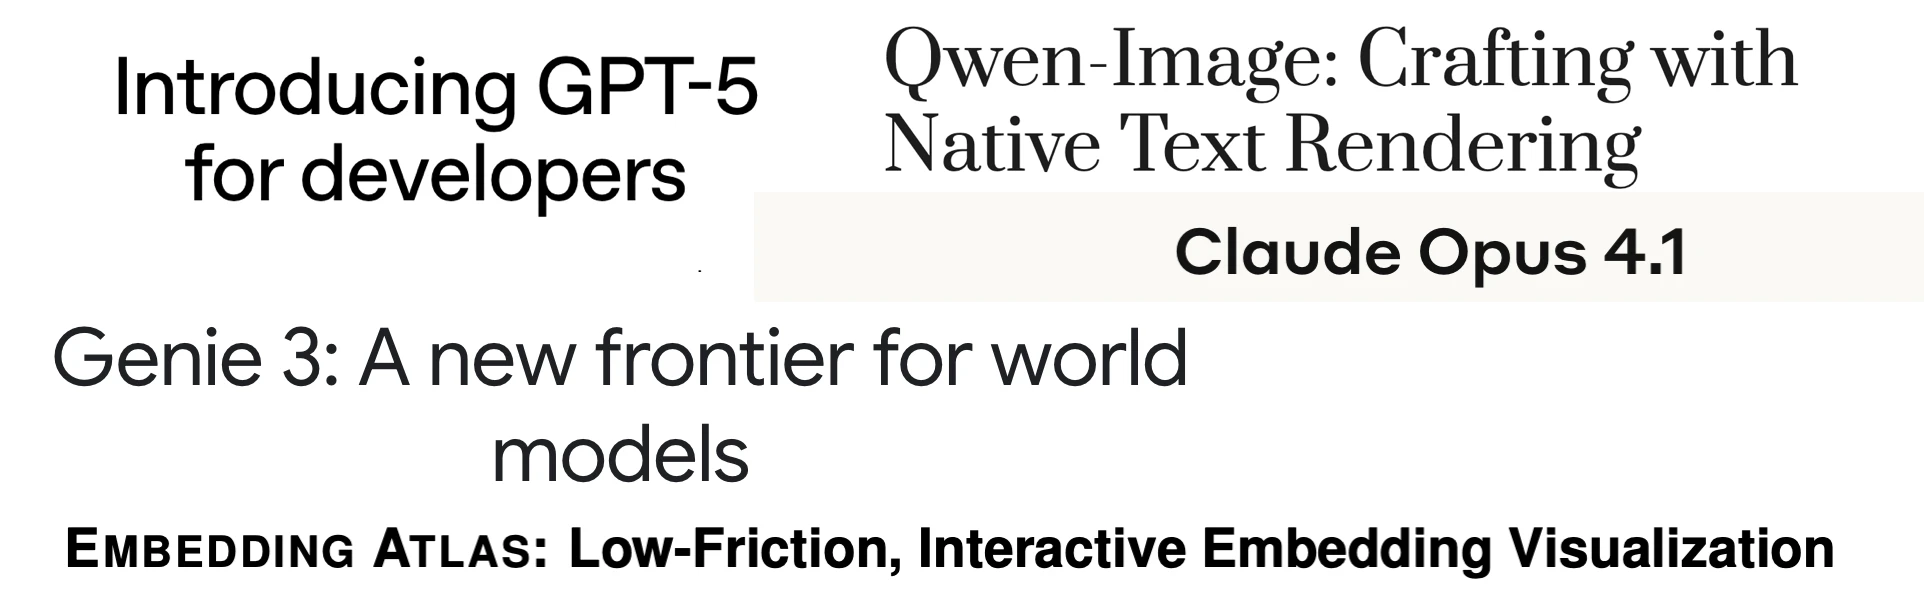 Introducing GPT-5
for developers
Qwen-Image: Crafting with
Native Text Rendering
Claude Opus 4.1
Genie 3: A new frontier for world
models
EMBEDDING ATLAS: Low-Friction, Interactive Embedding Visualization